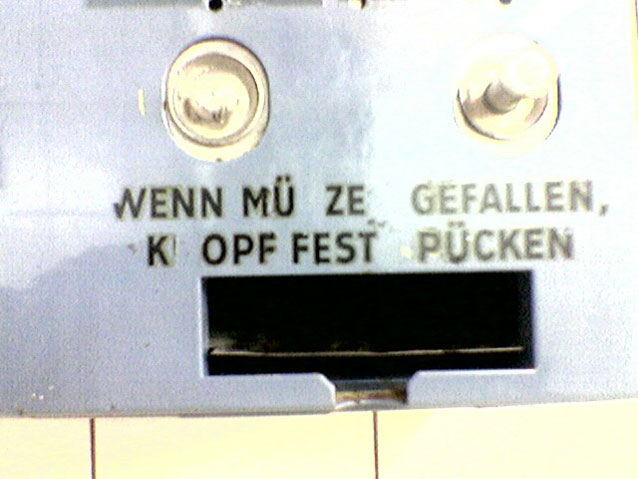 WENN MÜ ZE GEFALLEN,
K OPF FEST PÜCKEN